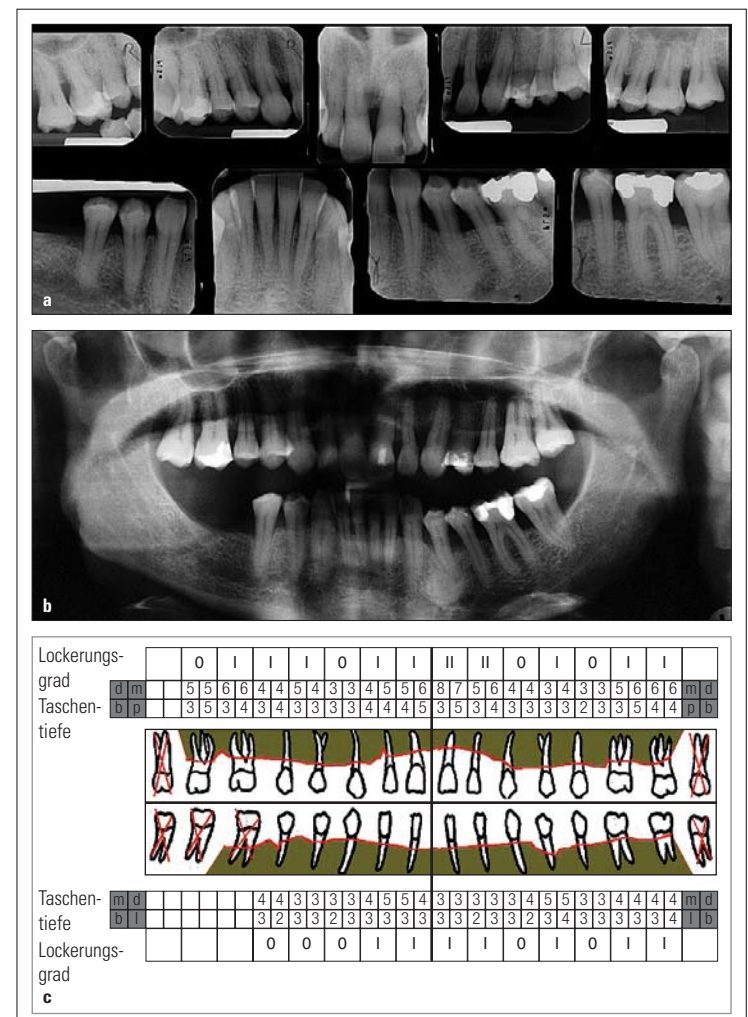 a
b
Lockerungs-
grad
0 I I I 0 I I II II 0 I 0 I I
Taschen-
tiefe
d m 5 5 6 6 4 4 5 4 3 3 4 5 5 6 8 7 5 6 4 4 3 4 3 3 5 6 6 6 m d
b p 3 5 3 4 3 4 3 3 3 3 4 4 4 5 3 5 3 4 3 3 3 3 2 3 3 5 4 4 p b
Taschen-
tiefe
m d 4 4 3 3 3 3 4 5 5 4 3 3 3 3 3 4 5 5 3 3 4 4 4 4 m d
b l 3 2 3 3 2 3 3 3 3 3 3 3 2 3 3 2 3 4 3 3 3 3 3 4 l b
Lockerungs-
grad
0 0 0 I I I I 0 I 0 I I
c